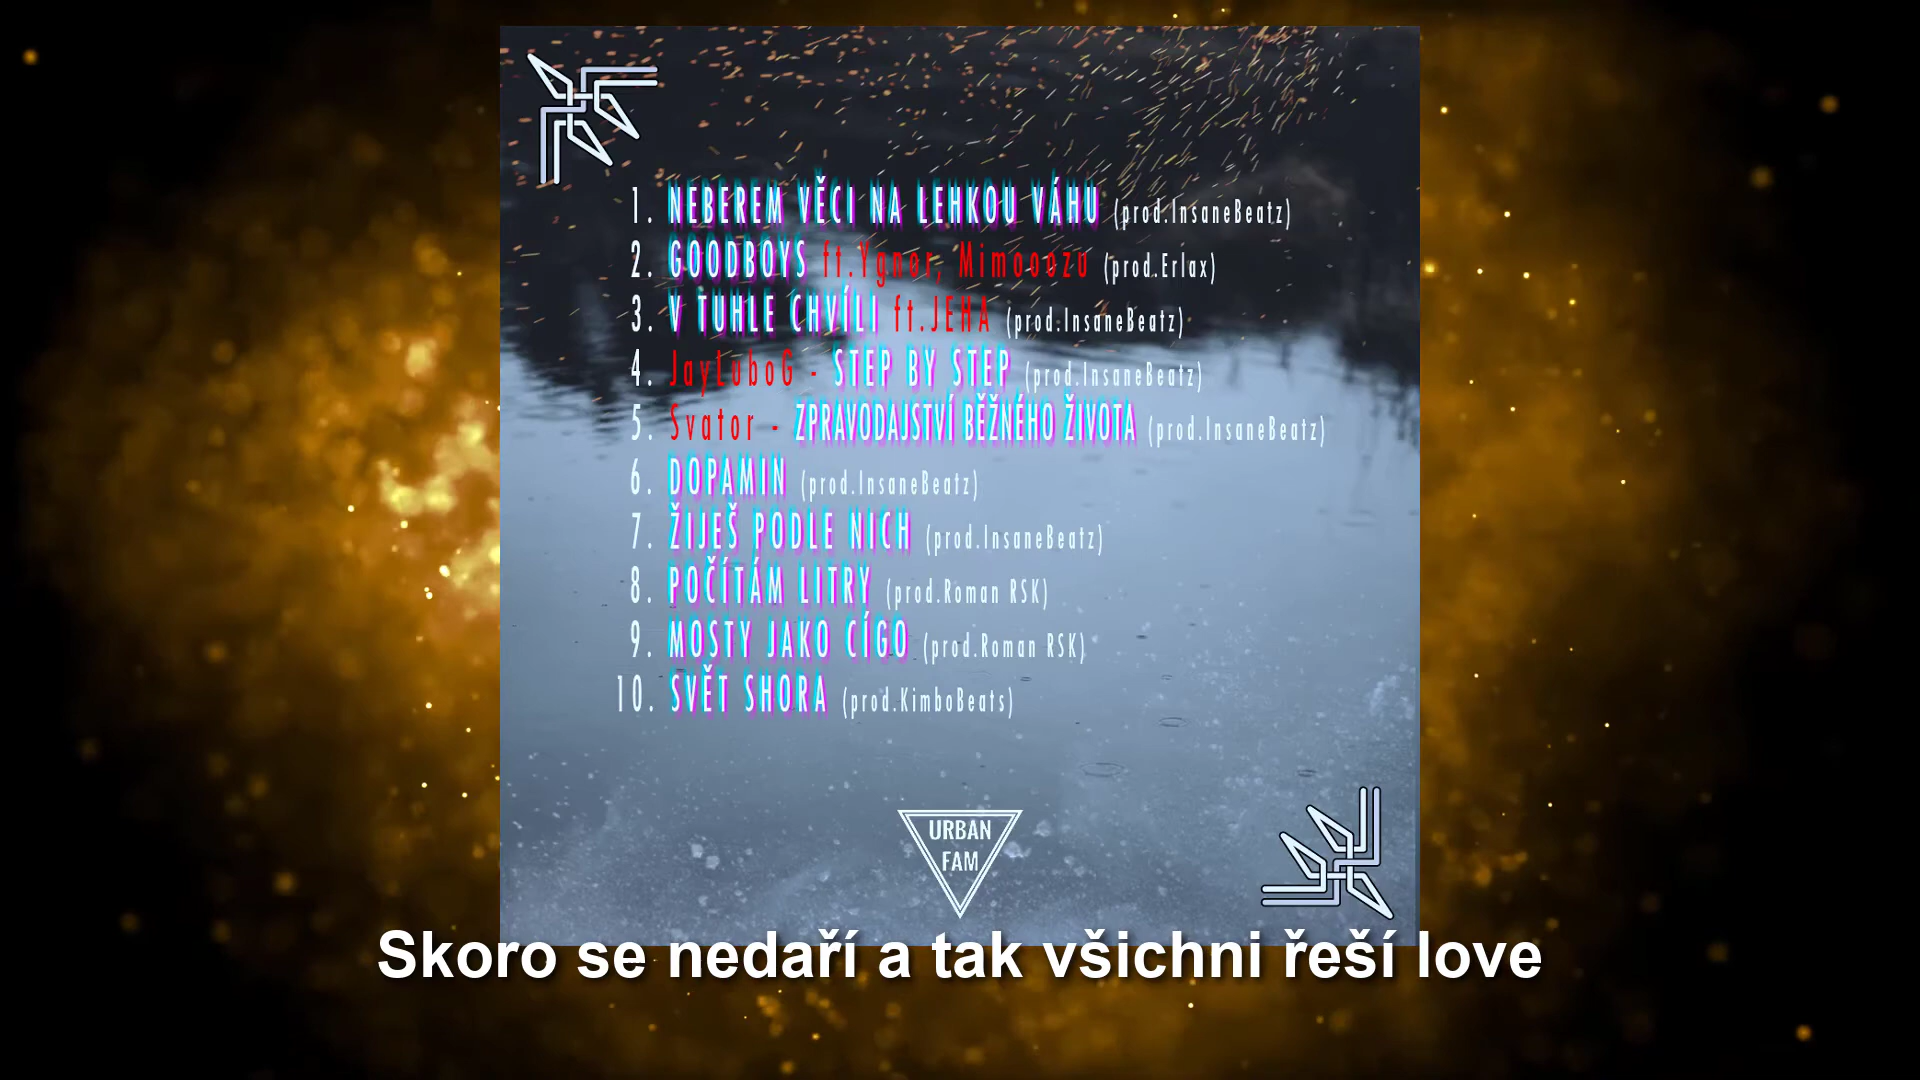 1. NEBEREM VĚCI NA LEHKOU VÁHU (prod.InsaneBeatz)
2. GOODBOYS ft.Ygner, Mimooozu (prod.Erlax)
3. V TUHLE CHVÍLI ft.JEHA (prod.InsaneBeatz)
4. JayLuboG - STEP BY STEP (prod.InsaneBeatz)
5. Svator - ZPRAVODAJSTVÍ BĚŽNÉHO ŽIVOTA (prod.InsaneBeatz)
6. DOPAMIN (prod.InsaneBeatz)
7. ŽIJEŠ PODLE NICH (prod.InsaneBeatz)
8. POČÍTÁM LITRY (prod.Roman RSK)
9. MOSTY JAKO CÍGO (prod.Roman RSK)
10. SVĚT SHORA (prod.KimboBeats)
URBAN
FAM
Skoro se nedaří a tak všichni řeší love